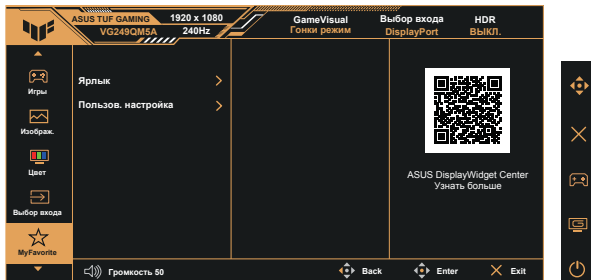 ASUS TUF GAMING 1920 x 1080
VG249QM5A 240Hz
GameVisual
Гонки режим
Выбор входа
DisplayPort
HDR
ВЫКЛ.
Игры
Изображ.
Цвет
Выбор входа
MyFavorite
Ярлык
Пользов. настройка
ASUS DisplayWidget Center
Узнать больше
Громкость 50
Back
Enter
Exit